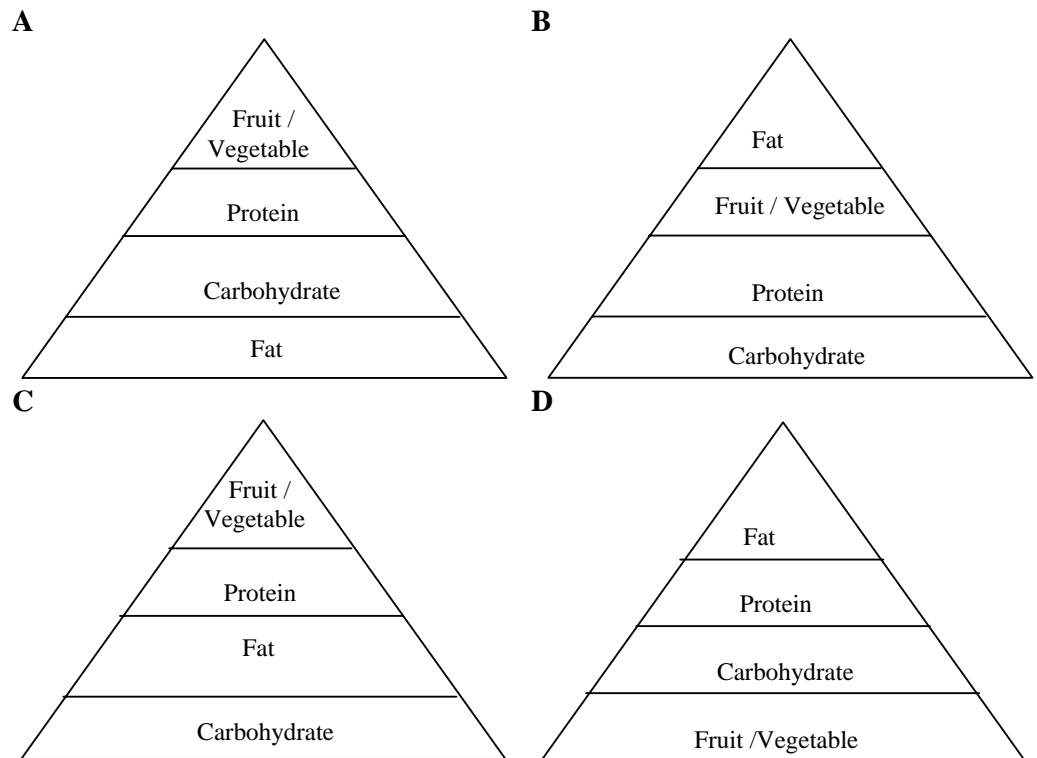 A
Fruit /
Vegetable
Protein
Carbohydrate
Fat
B
Fat
Fruit / Vegetable
Protein
Carbohydrate
C
Fruit /
Vegetable
Protein
Fat
Carbohydrate
D
Fat
Protein
Carbohydrate
Fruit /Vegetable